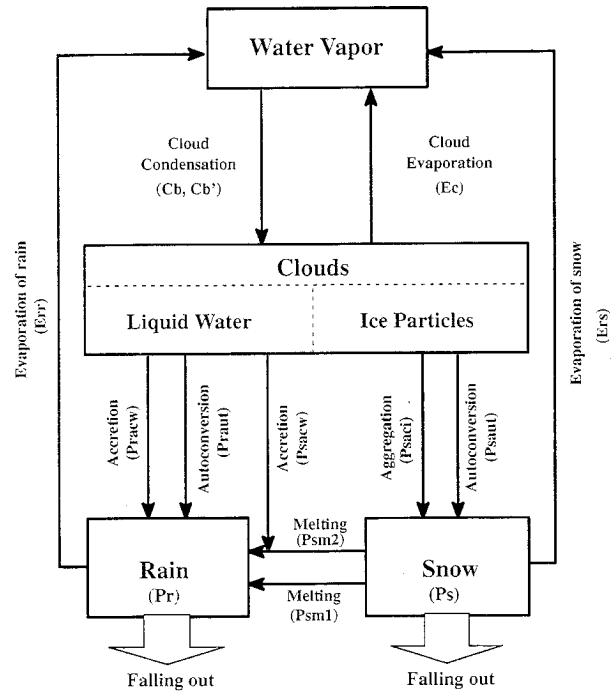 Water Vapor
Cloud
Condensation
(Cb, Cb')
Cloud
Evaporation
(Ec)
Evaporation of rain
(Err)
Evaporation of snow
(Ers)
Clouds
Liquid Water
Ice Particles
Accretion
(Pracw)
Autoconversion
(Praut)
Accretion
(Psacw)
Aggregation
(Psaci)
Autoconversion
(Psaut)
Melting
(Psm2)
Rain
(Pr)
Snow
(Ps)
Melting
(Psm1)
Falling out
Falling out